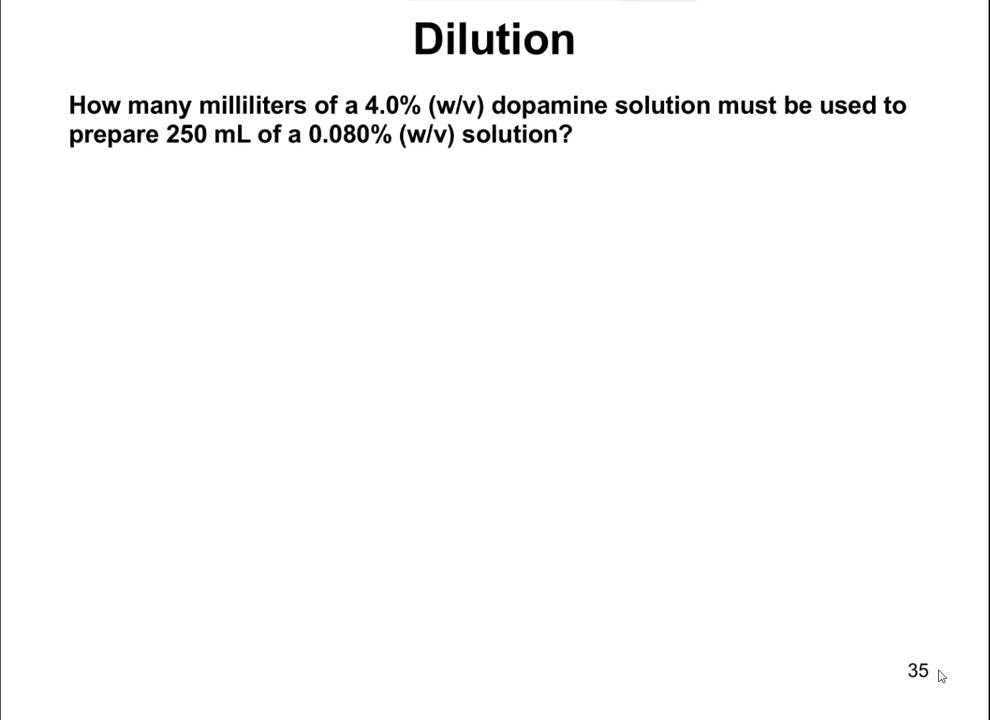 Dilution
How many milliliters of a 4.0% (w/v) dopamine solution must be used to
prepare 250 mL of a 0.080% (w/v) solution?
35